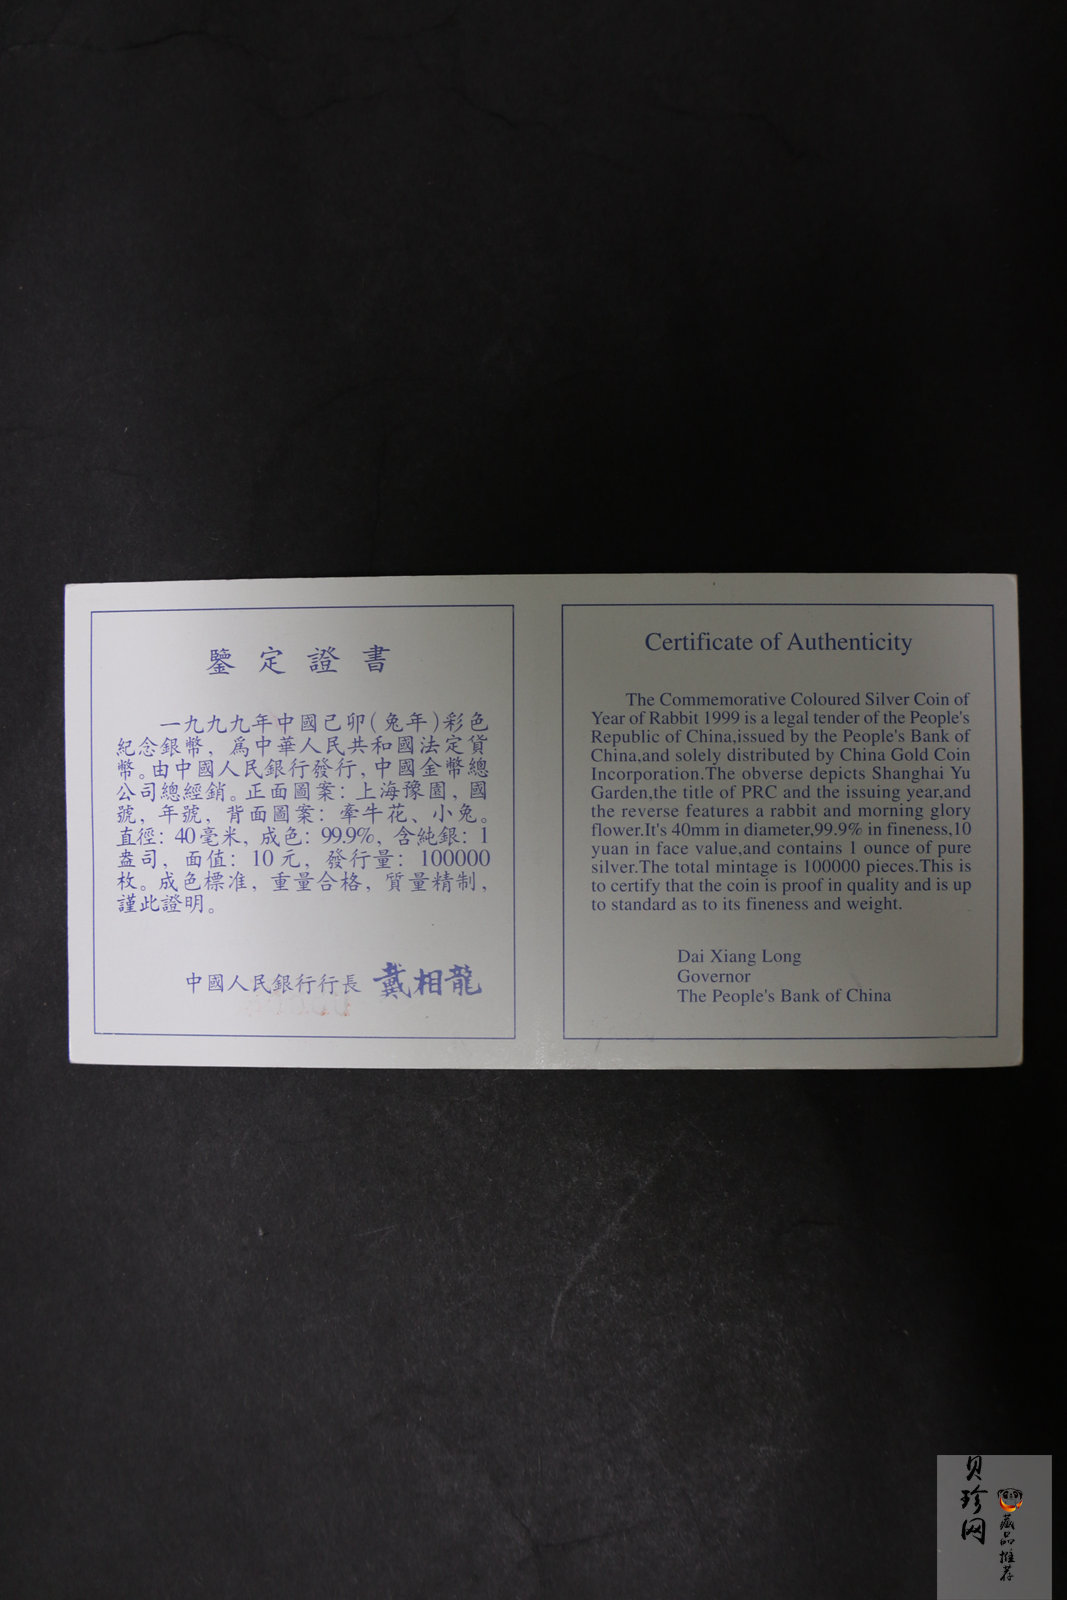 鑒定證書
一九九九年中國己卯(兔年)彩色
紀念銀幣，爲中華人民共和國法定貨
幣。由中國人民銀行發行，中國金幣總
公司總經銷。正面圖案：上海豫園，國
號，年號，背面圖案：牽牛花、小兔。
直徑：40毫米，成色：99.9%，含純銀：1
盎司，面值：10元，發行量：100000
枚。成色標准，重量合格，質量精制，
謹此證明。
中國人民銀行行長 戴相龍
Certificate of Authenticity
The Commemorative Coloured Silver Coin of
Year of Rabbit 1999 is a legal tender of the People's
Republic of China,issued by the People's Bank of
China,and solely distributed by China Gold Coin
Incorporation.The obverse depicts Shanghai Yu
Garden,the title of PRC and the issuing year,and
the reverse features a rabbit and morning glory
flower.It's 40mm in diameter,99.9% in fineness,10
yuan in face value,and contains 1 ounce of pure
silver.The total mintage is 100000 pieces.This is
to certify that the coin is proof in quality and is up
to standard as to its fineness and weight.
Dai Xiang Long
Governor
The People's Bank of China
贝珍网
藏品推荐